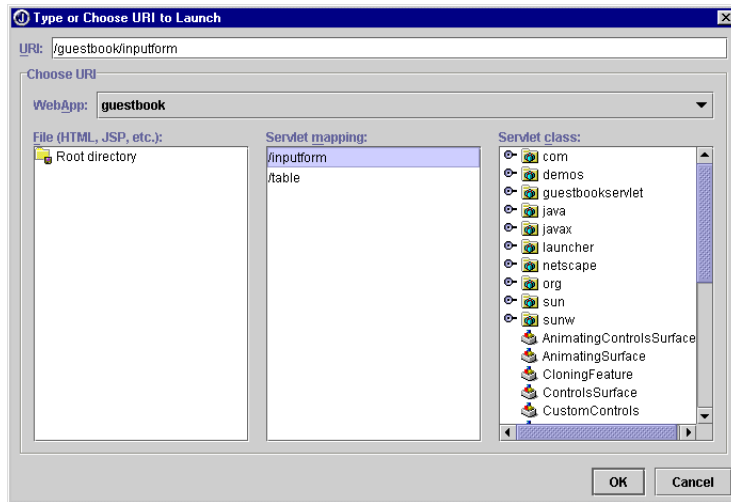 Type or Choose URI to Launch
URI: /guestbook/inputform
Choose URI
WebApp: guestbook
File (HTML, JSP, etc.):
Root directory
Servlet mapping:
/inputform
/table
Servlet class:
com
demos
guestbookservlet
java
javax
launcher
netscape
org
sun
sunw
AnimatingControlsSurface
AnimatingSurface
CloningFeature
ControlsSurface
CustomControls
OK
Cancel